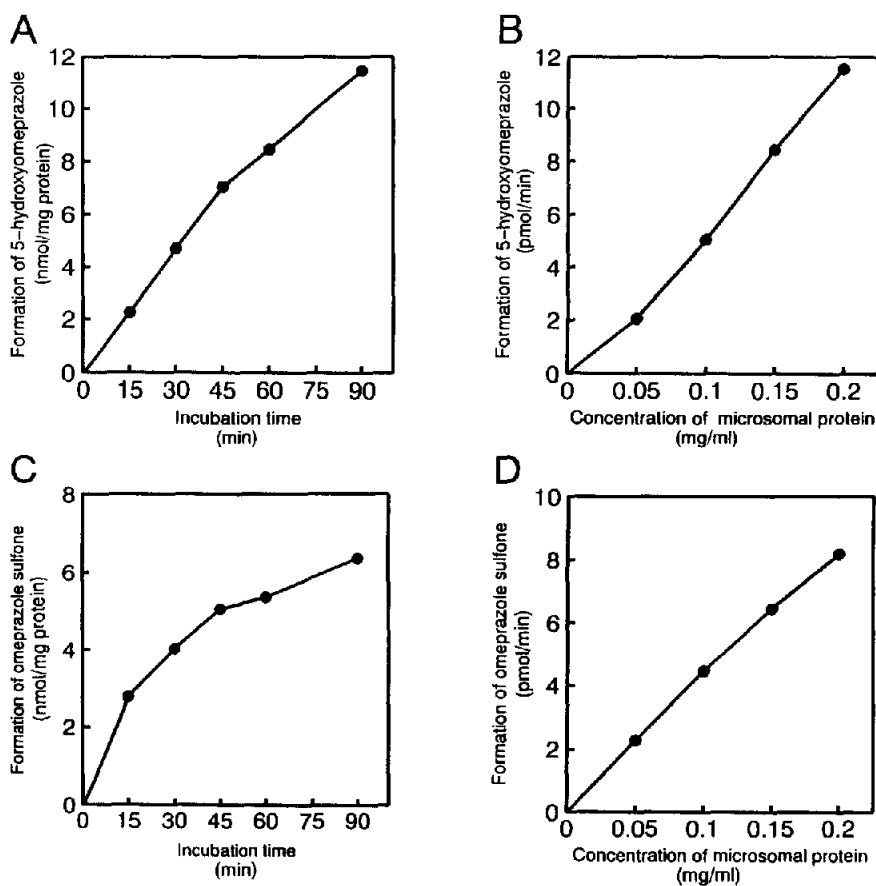 A
Formation of 5-hydroxyomeprazole
(nmol/mg protein)
12
10
8
6
4
2
0
0 15 30 45 60 75 90
Incubation time
(min)
B
Formation of 5-hydroxyomeprazole
(pmol/min)
12
10
8
6
4
2
0
0 0.05 0.1 0.15 0.2
Concentration of microsomal protein
(mg/ml)
C
Formation of omeprazole sulfone
(nmol/mg protein)
8
6
4
2
0
0 15 30 45 60 75 90
Incubation time
(min)
D
Formation of omeprazole sulfone
(pmol/min)
10
8
6
4
2
0
0 0.05 0.1 0.15 0.2
Concentration of microsomal protein
(mg/ml)